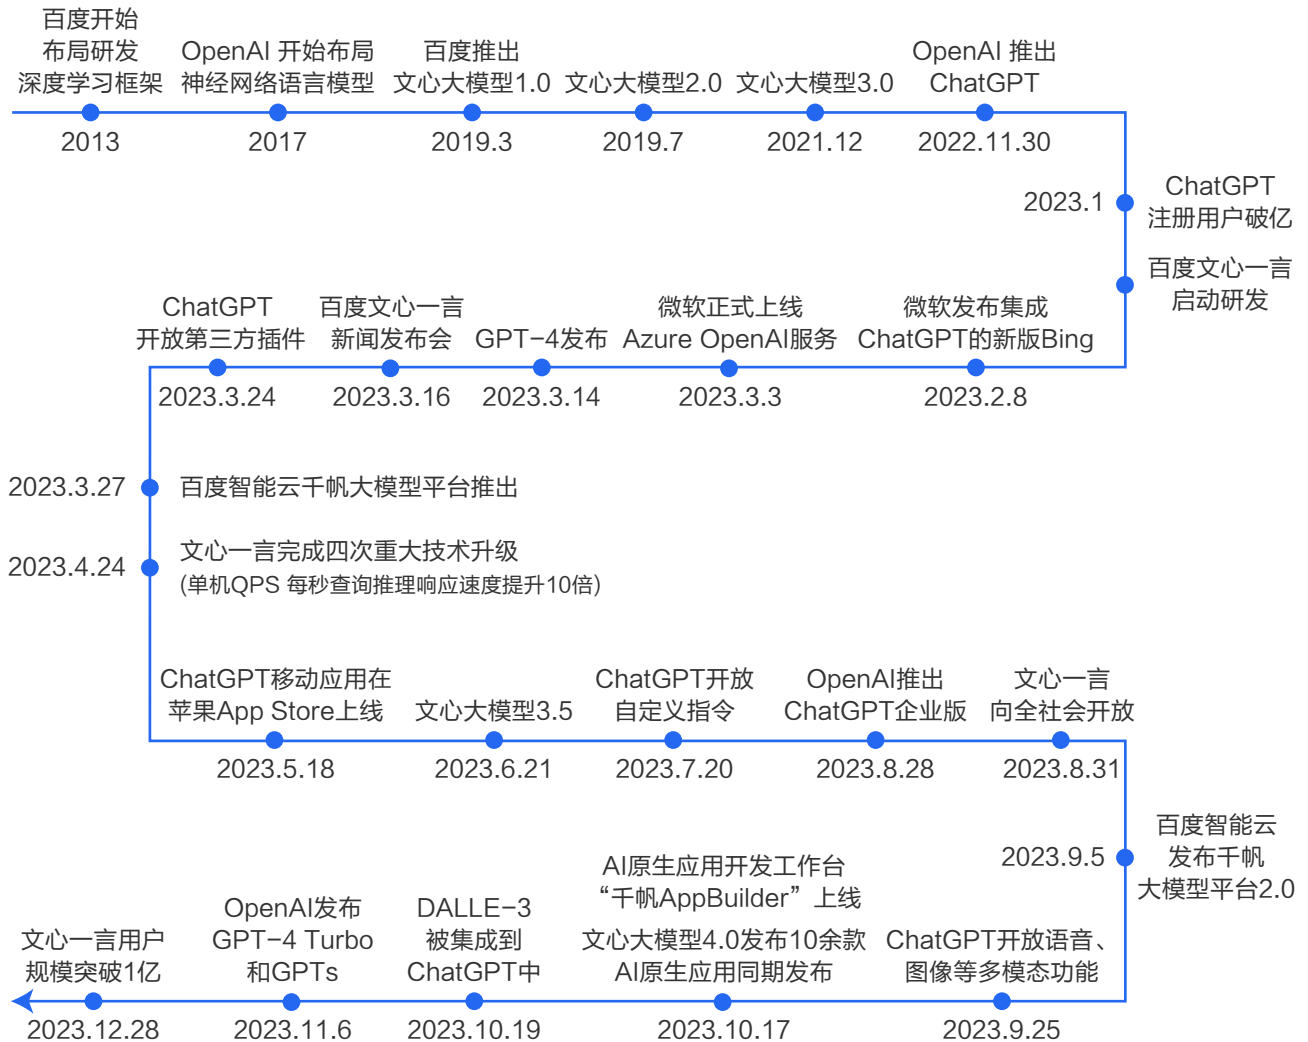 百度开始
布局研发
深度学习框架
2013
OpenAI 开始布局
神经网络语言模型
2017
百度推出
文心大模型1.0
2019.3
文心大模型2.0
2019.7
文心大模型3.0
2021.12
OpenAI 推出
ChatGPT
2022.11.30
2023.1
ChatGPT
注册用户破亿
百度文心一言
启动研发
微软发布集成
ChatGPT的新版Bing
2023.2.8
微软正式上线
Azure OpenAI服务
2023.3.3
GPT-4发布
2023.3.14
百度文心一言
新闻发布会
2023.3.16
ChatGPT
开放第三方插件
2023.3.24
2023.3.27
百度智能云千帆大模型平台推出
2023.4.24
文心一言完成四次重大技术升级
(单机QPS 每秒查询推理响应速度提升10倍)
ChatGPT移动应用在
苹果App Store上线
2023.5.18
文心大模型3.5
2023.6.21
ChatGPT开放
自定义指令
2023.7.20
OpenAI推出
ChatGPT企业版
2023.8.28
文心一言
向全社会开放
2023.8.31
2023.9.5
百度智能云
发布千帆
大模型平台2.0
ChatGPT开放语音、
图像等多模态功能
2023.9.25
AI原生应用开发工作台
“千帆AppBuilder”上线
文心大模型4.0发布10余款
AI原生应用同期发布
2023.10.17
DALLE-3
被集成到
ChatGPT中
2023.10.19
OpenAI发布
GPT-4 Turbo
和GPTs
2023.11.6
文心一言用户
规模突破1亿
2023.12.28